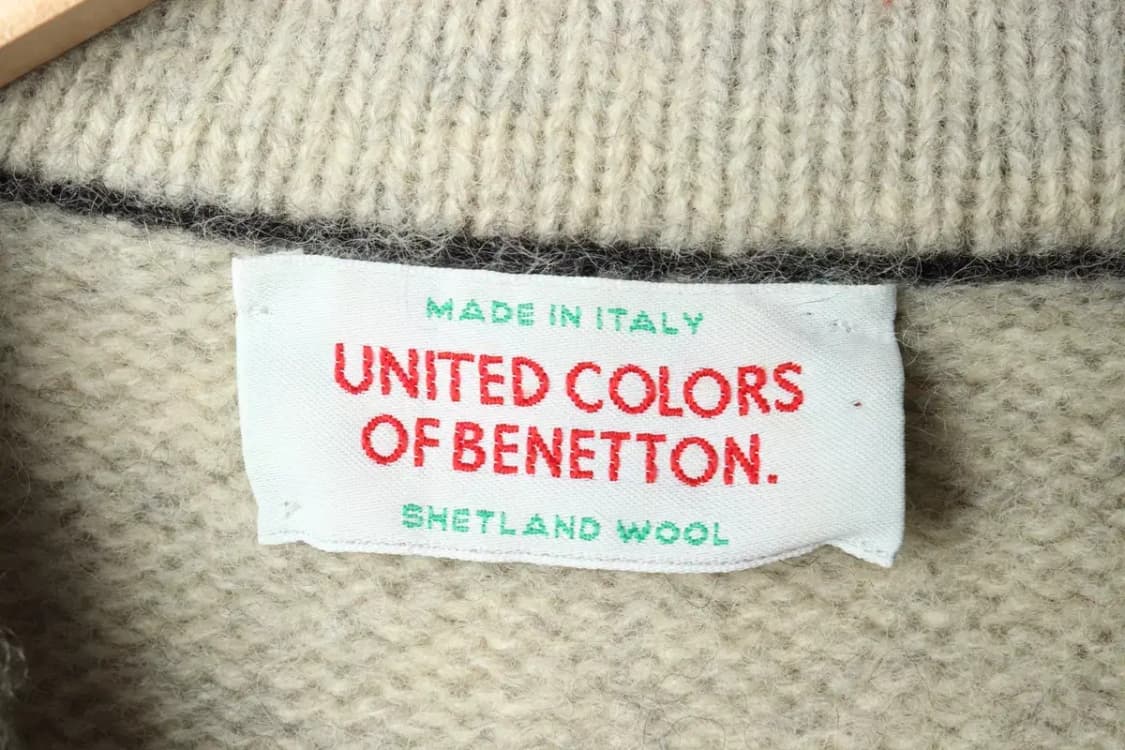 MADE IN ITALY
UNITED COLORS
OF BENETTON.
SHETLAND WOOL